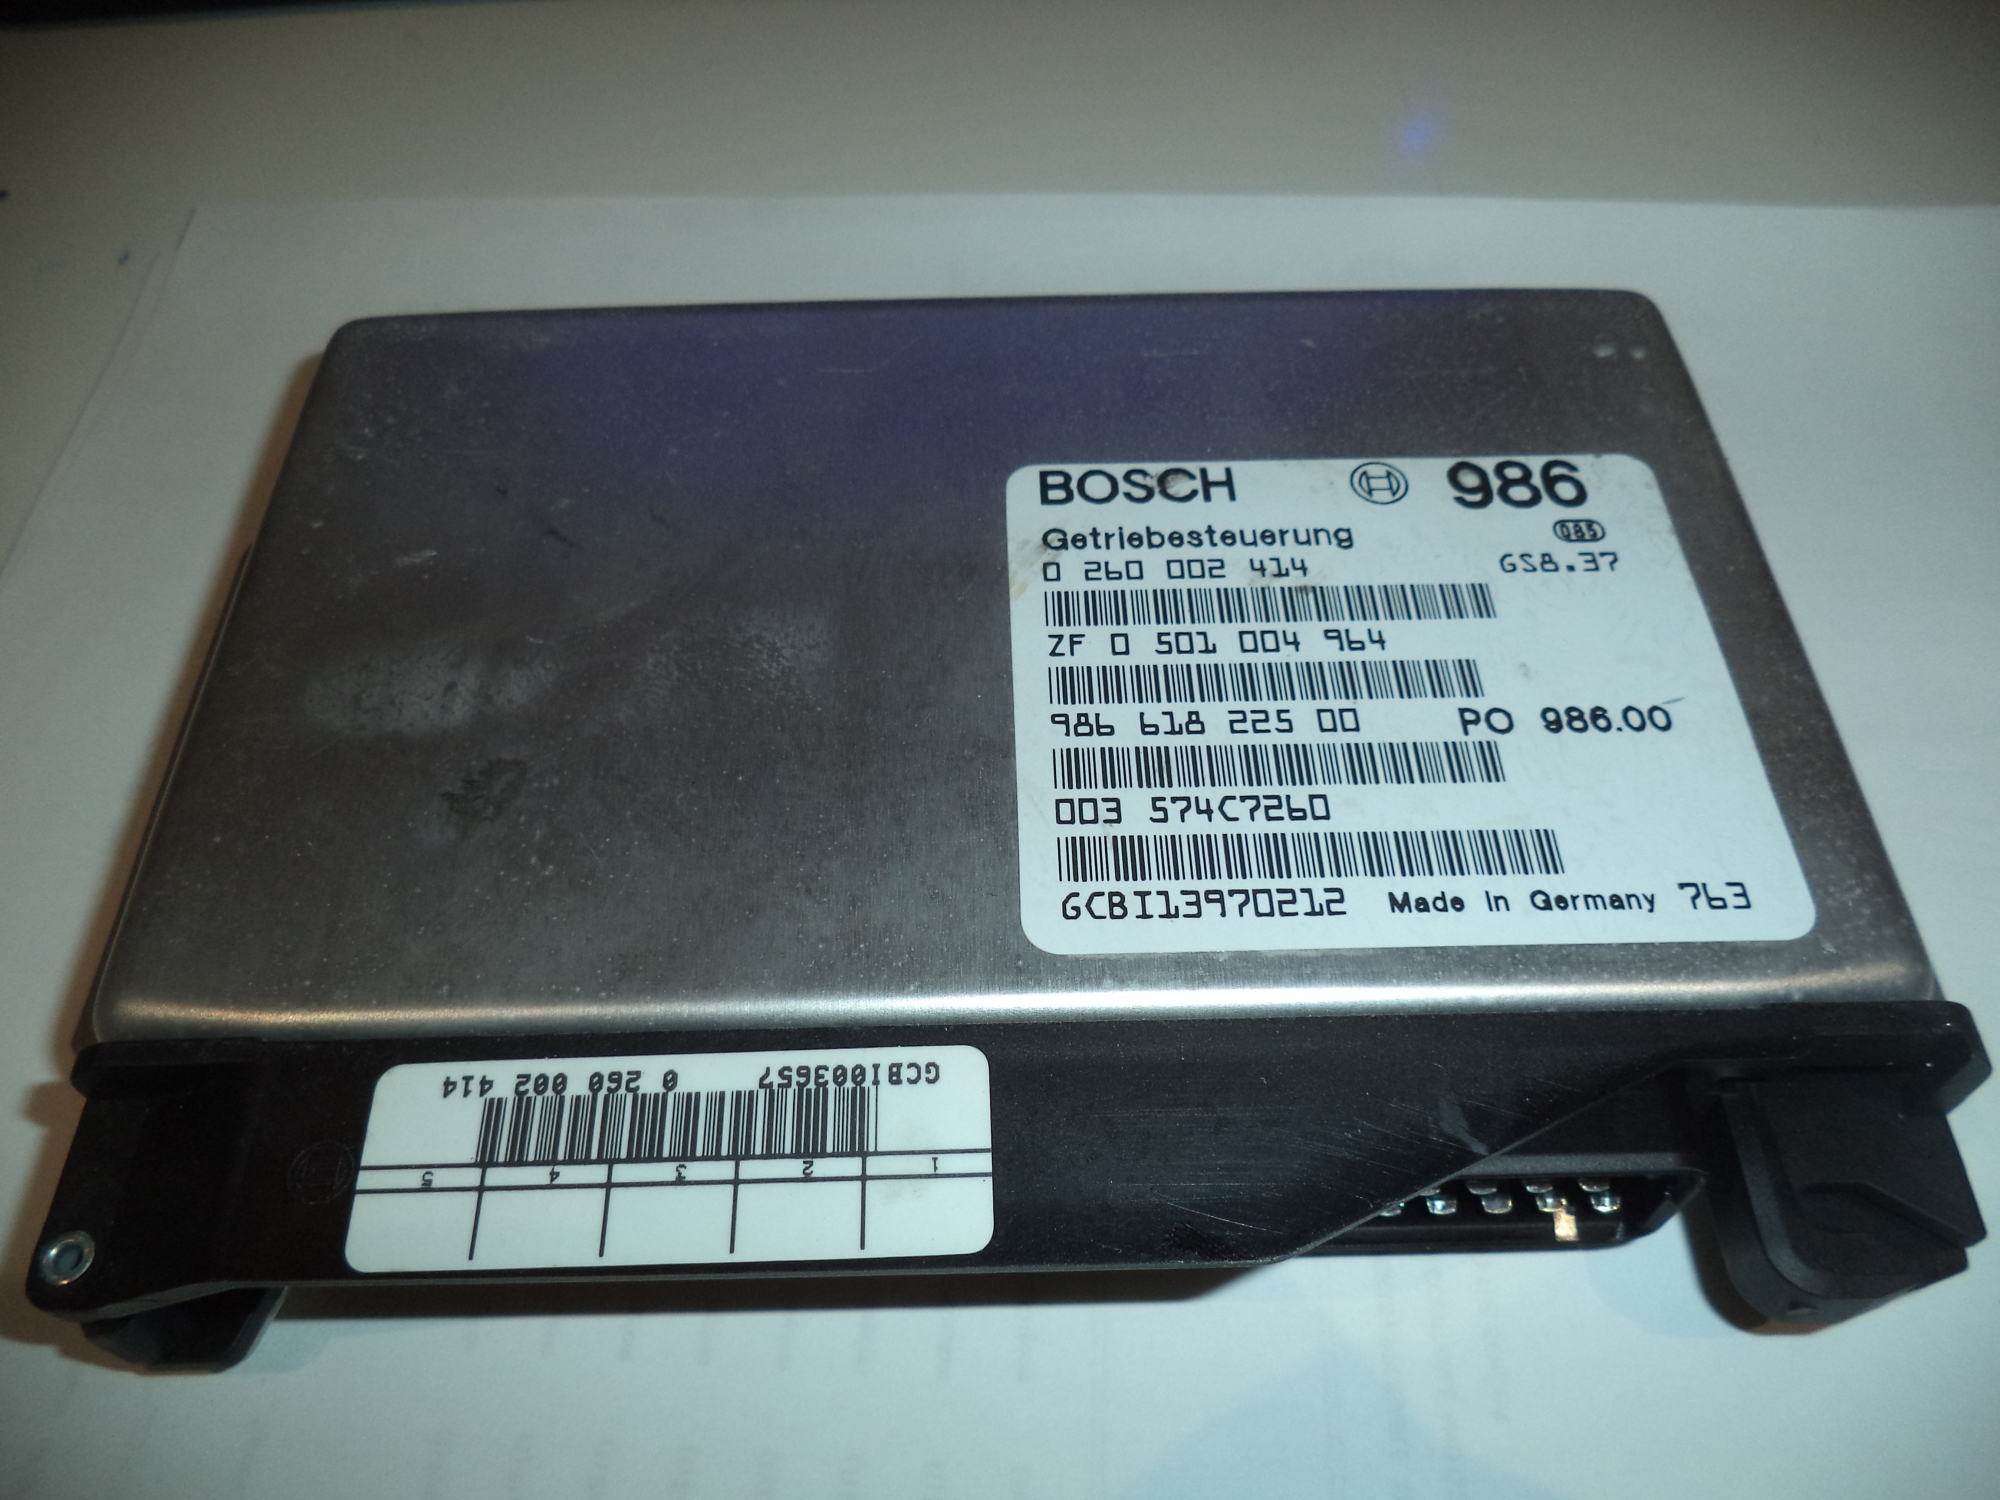 BOSCH 986
Getriebesteuerung 085
0 260 002 414 GS8.37
ZF 0 501 004 964
986 618 225 00 PO 986.00
003 574C7260
GCBI13970212 Made In Germany 763
1 2 3 4 5
GCBI003657 0 260 002 414